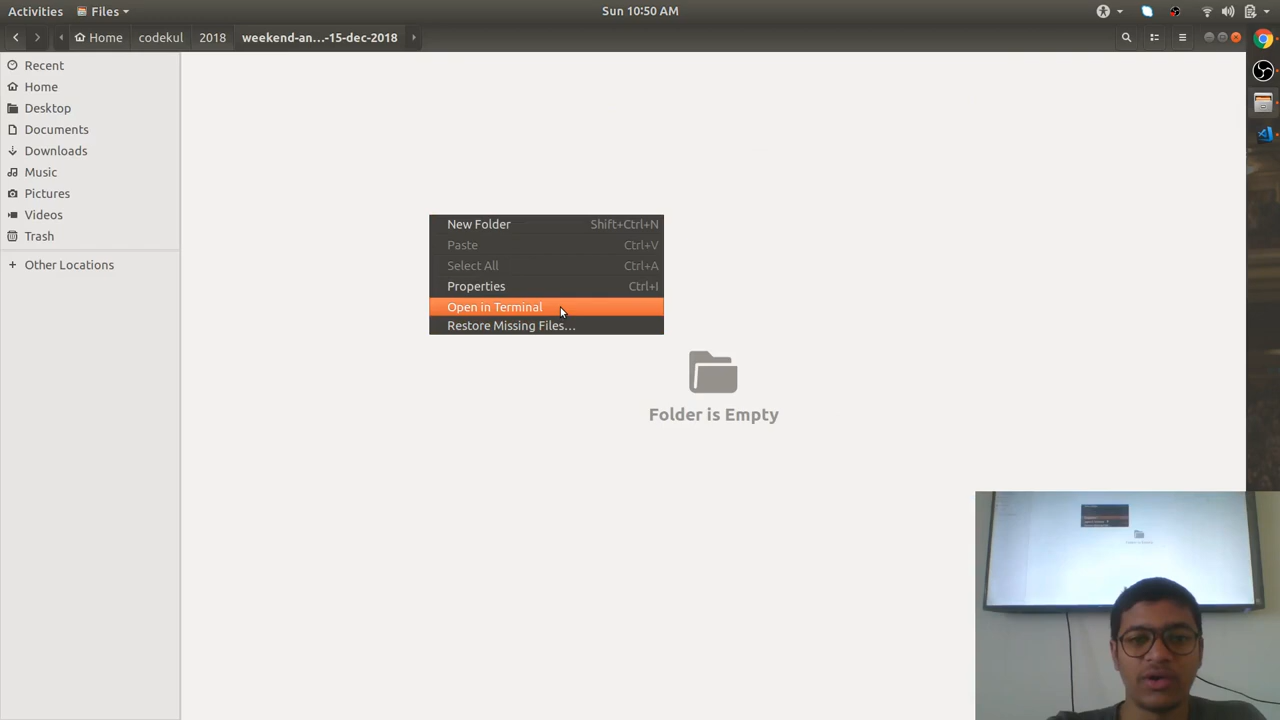 Activities
Files
Sun 10:50 AM
Home
codekul
2018
weekend-an…-15-dec-2018
Recent
Home
Desktop
Documents
Downloads
Music
Pictures
Videos
Trash
+ Other Locations
New Folder Shift+Ctrl+N
Paste Ctrl+V
Select All Ctrl+A
Properties Ctrl+I
Open in Terminal
Restore Missing Files…
Folder is Empty